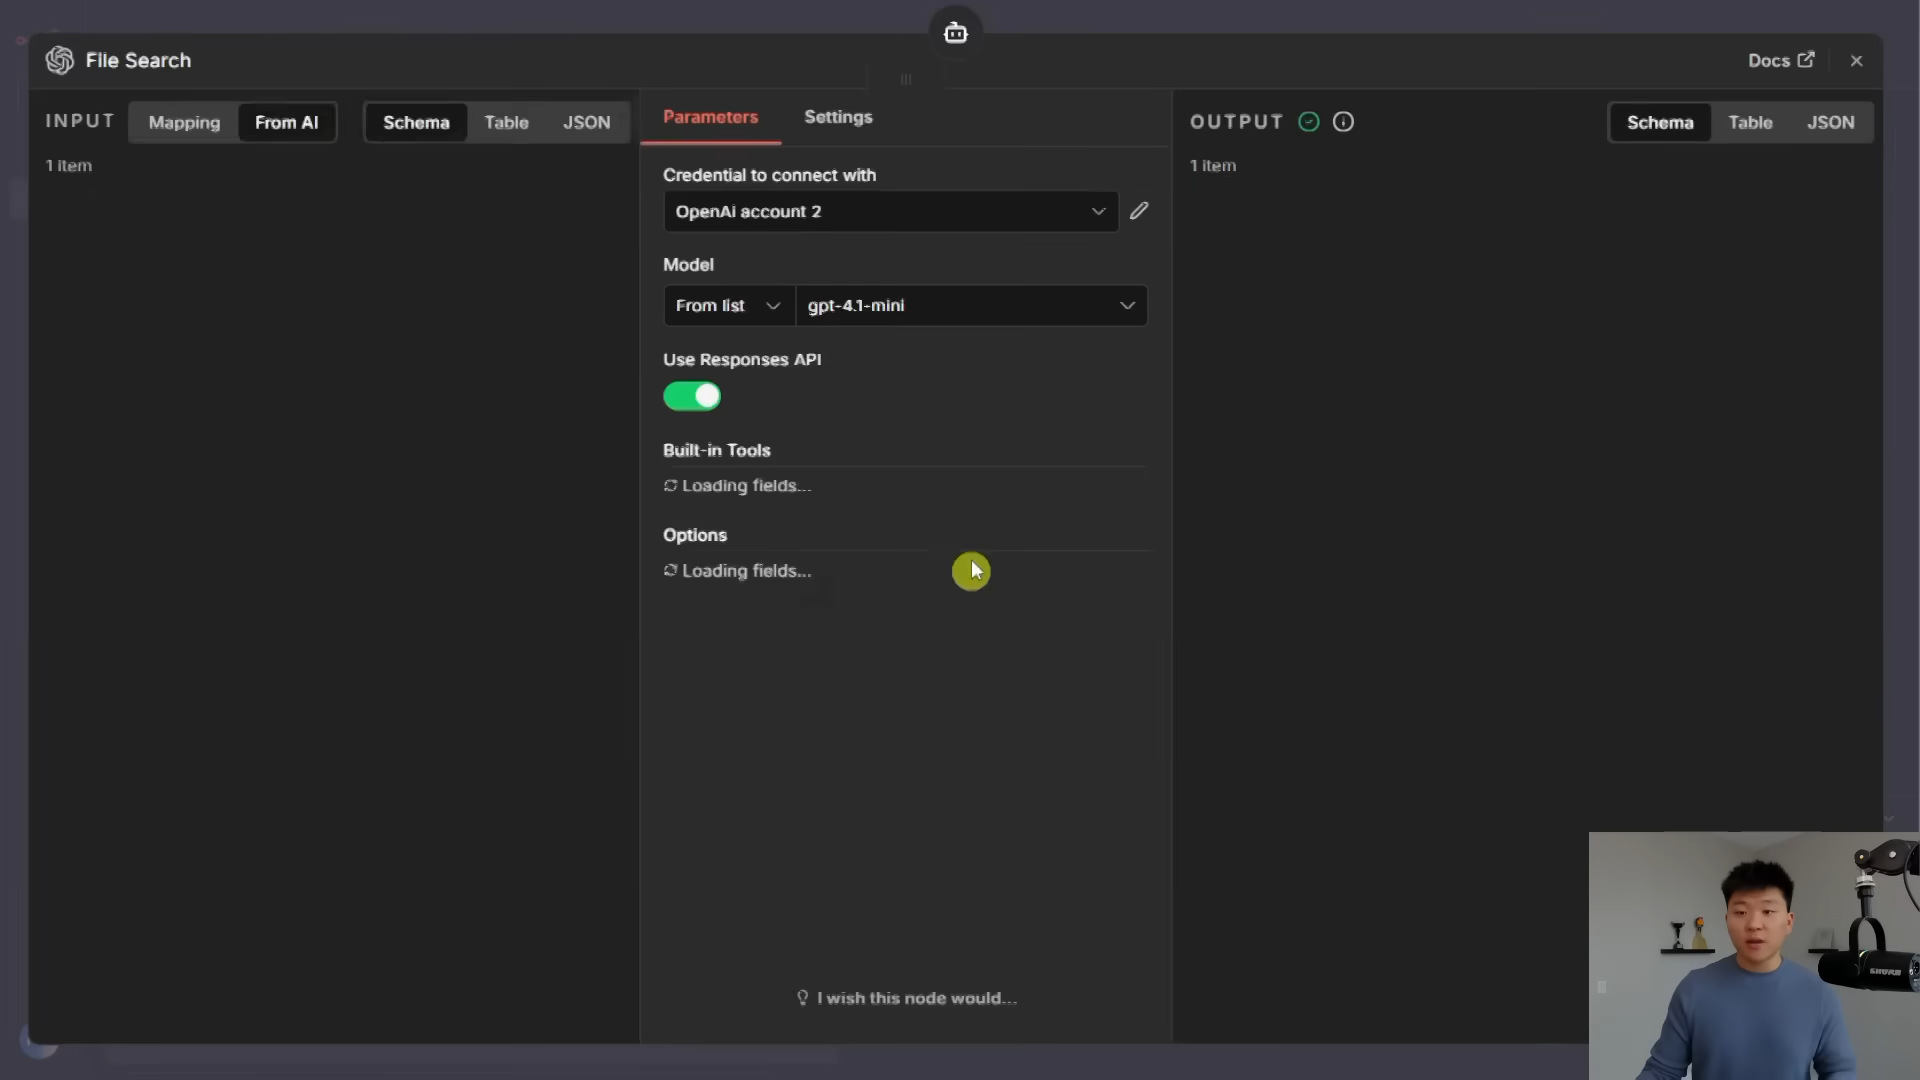 File Search
Docs
INPUT
Mapping
From AI
Schema
Table
JSON
1 item
Parameters
Settings
Credential to connect with
OpenAi account 2
Model
From list
gpt-4.1-mini
Use Responses API
Built-in Tools
Loading fields...
Options
Loading fields...
I wish this node would...
OUTPUT
Schema
Table
JSON
1 item
SHURE